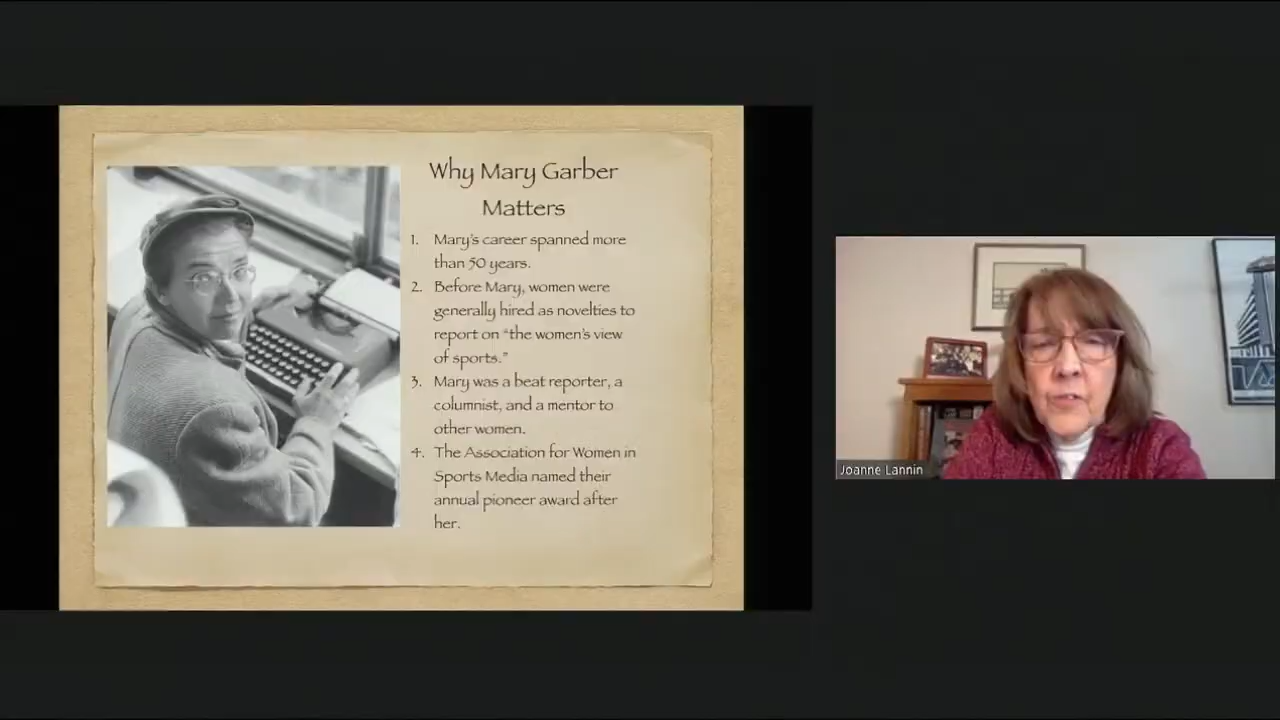 Why Mary Garber
Matters
1. Mary's career spanned more
than 50 years.
2. Before Mary, women were
generally hired as novelties to
report on "the women's view
of sports."
3. Mary was a beat reporter, a
columnist, and a mentor to
other women.
4. The Association for Women in
Sports Media named their
annual pioneer award after
her.
Joanne Lannin